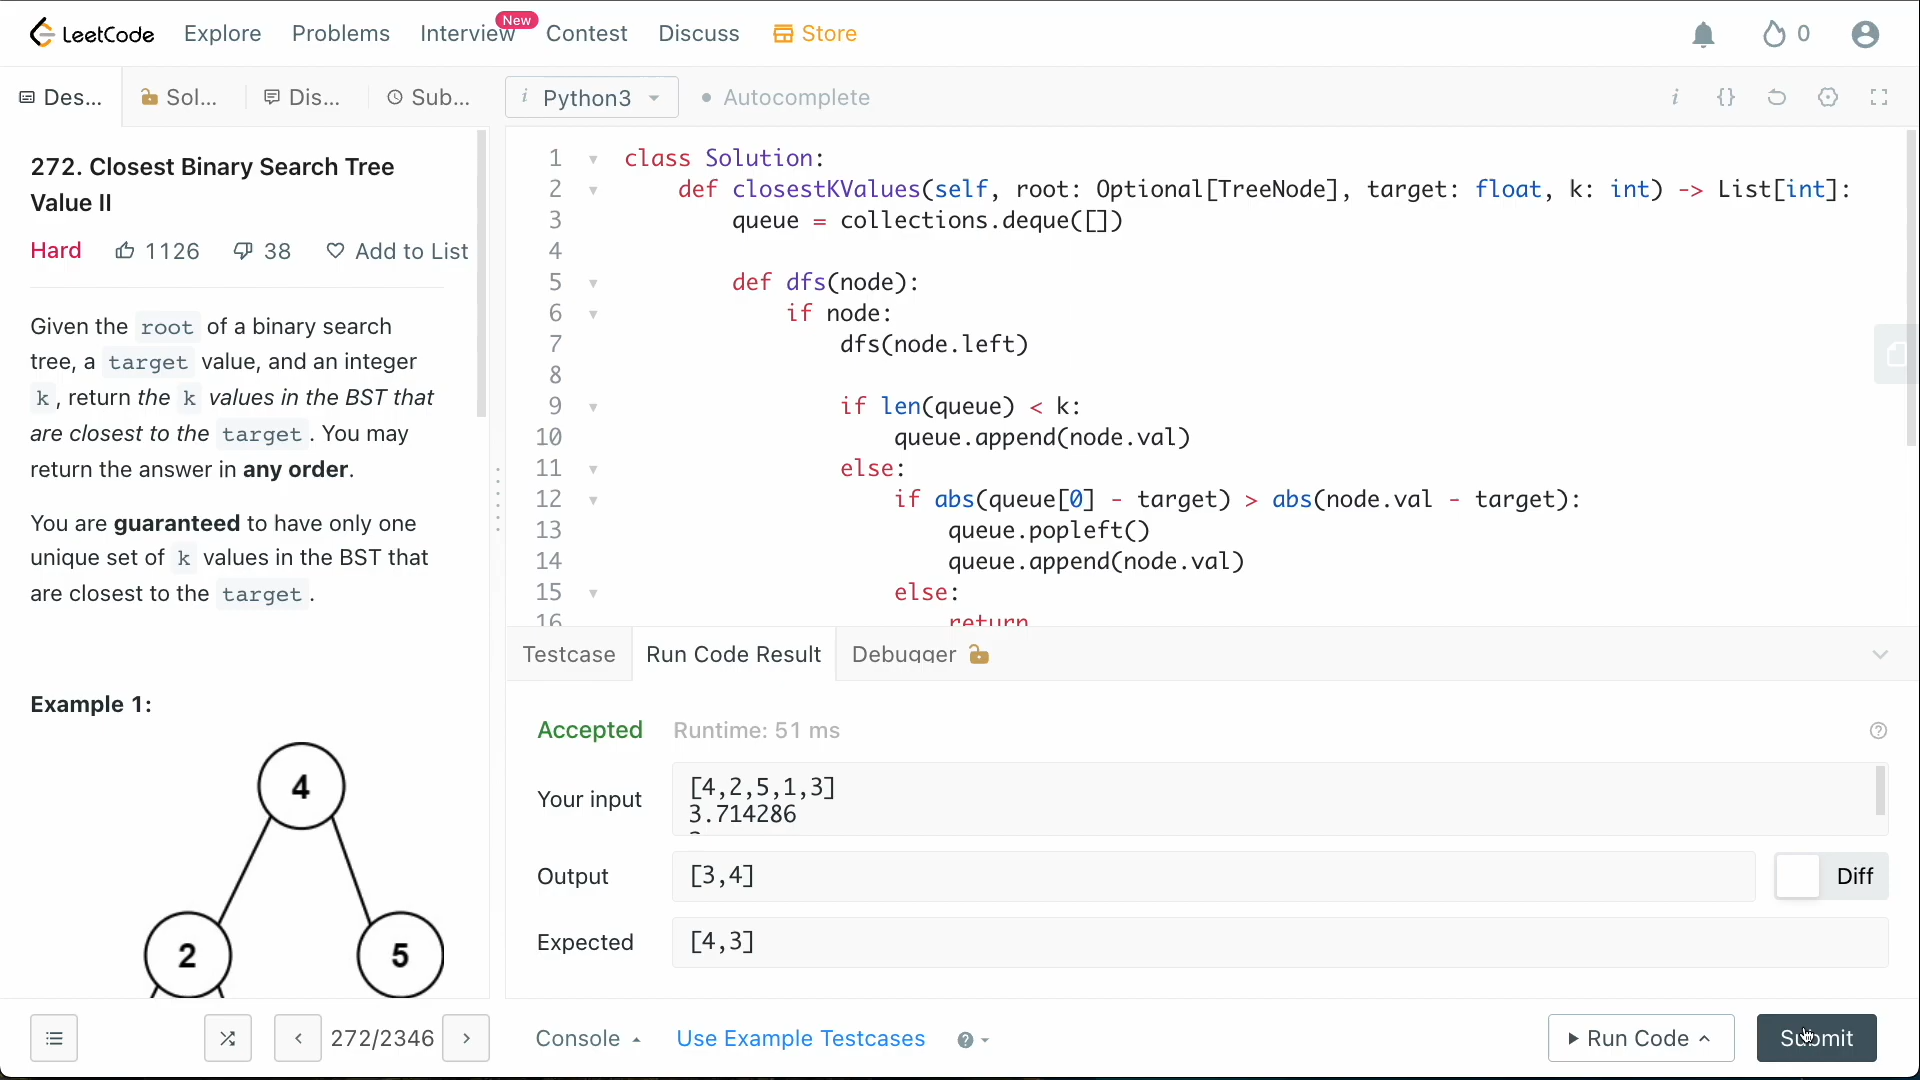 LeetCode Explore Problems Interview New Contest Discuss Store 0
Des... Sol... Dis... Sub...
i Python3 Autocomplete i {}
272. Closest Binary Search Tree
Value II
Hard 1126 38 Add to List
Given the root of a binary search
tree, a target value, and an integer
k , return the k values in the BST that
are closest to the target . You may
return the answer in any order.
You are guaranteed to have only one
unique set of k values in the BST that
are closest to the target .
Example 1:
4
2 5
272/2346
1 class Solution:
2 def closestKValues(self, root: Optional[TreeNode], target: float, k: int) -> List[int]:
3 queue = collections.deque([])
4
5 def dfs(node):
6 if node:
7 dfs(node.left)
8
9 if len(queue) < k:
10 queue.append(node.val)
11 else:
12 if abs(queue[0] - target) > abs(node.val - target):
13 queue.popleft()
14 queue.append(node.val)
15 else:
16 return
Testcase Run Code Result Debugger
Accepted Runtime: 51 ms
Your input
[4,2,5,1,3]
3.714286
Output [3,4] Diff
Expected [4,3]
Console Use Example Testcases Run Code Submit